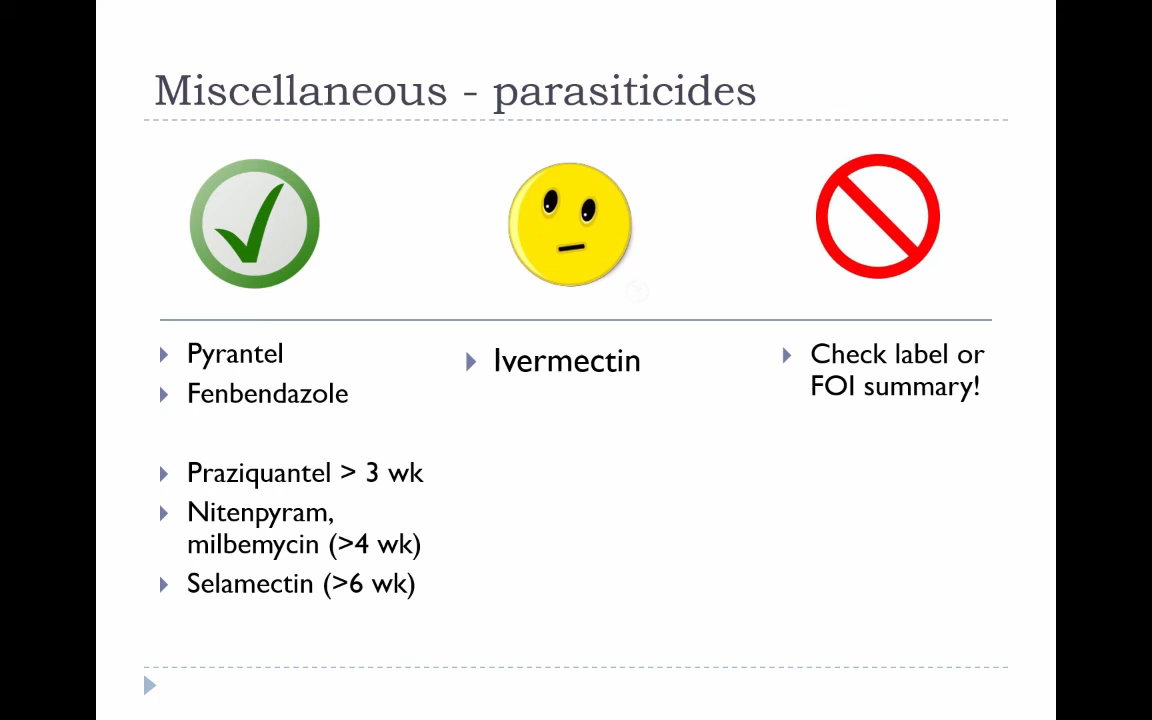 Miscellaneous - parasiticides
Pyrantel
Fenbendazole
Praziquantel > 3 wk
Nitenpyram,
milbemycin (>4 wk)
Selamectin (>6 wk)
Ivermectin
Check label or
FOI summary!